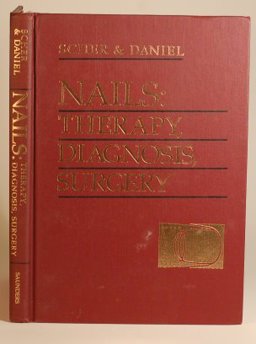 SCHER
& DANIEL
NAILS: THERAPY,
DIAGNOSIS, SURGERY
SAUNDERS
SCHER & DANIEL
NAILS:
THERAPY,
DIAGNOSIS,
SURGERY